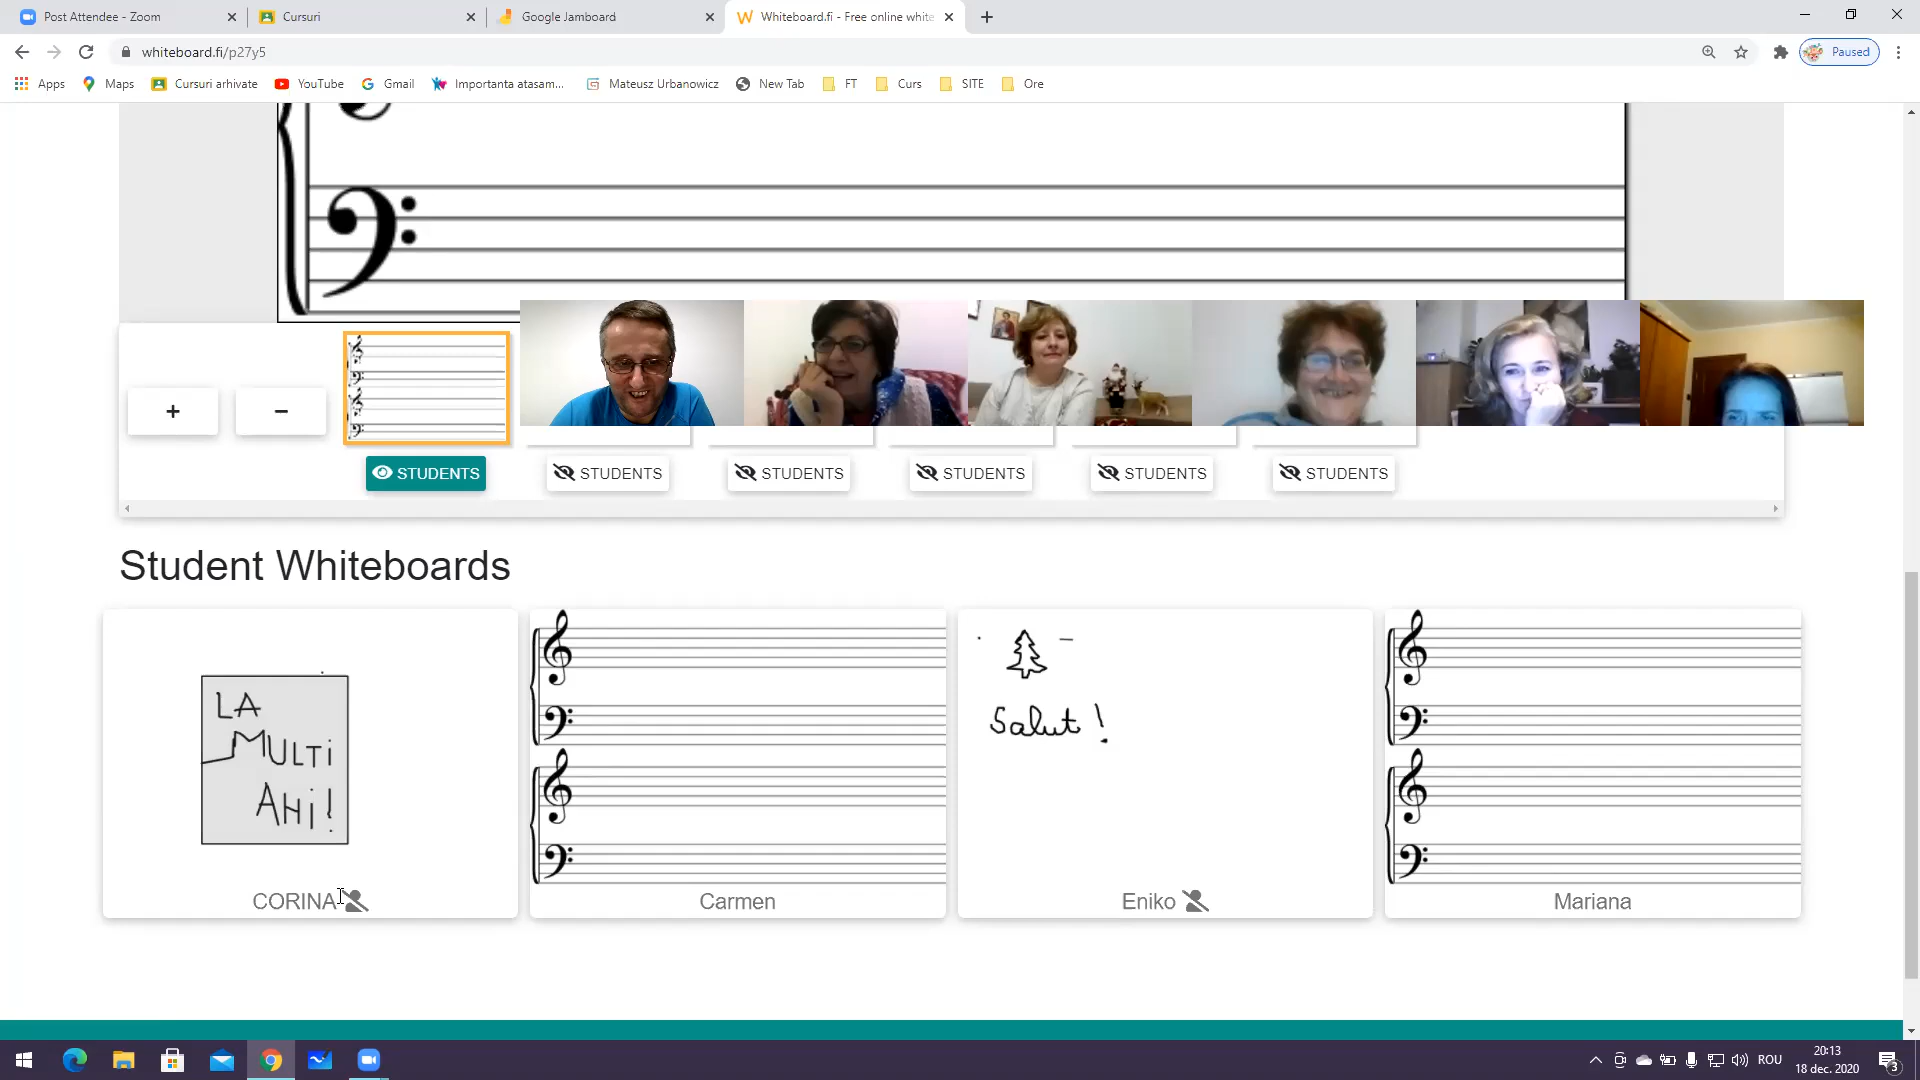 Post Attendee - Zoom
Cursuri
Google Jamboard
Whiteboard.fi - Free online white
whiteboard.fi/p27y5
Paused
Apps
Maps
Cursuri arhivate
YouTube
Gmail
Importanta atasam...
Mateusz Urbanowicz
New Tab
FT
Curs
SITE
Ore
+
-
STUDENTS
STUDENTS
STUDENTS
STUDENTS
STUDENTS
STUDENTS
Student Whiteboards
LA
MULTI
AHI!
CORINA
Carmen
Salut !
Eniko
Mariana
ROU
20:13
18 dec. 2020
3